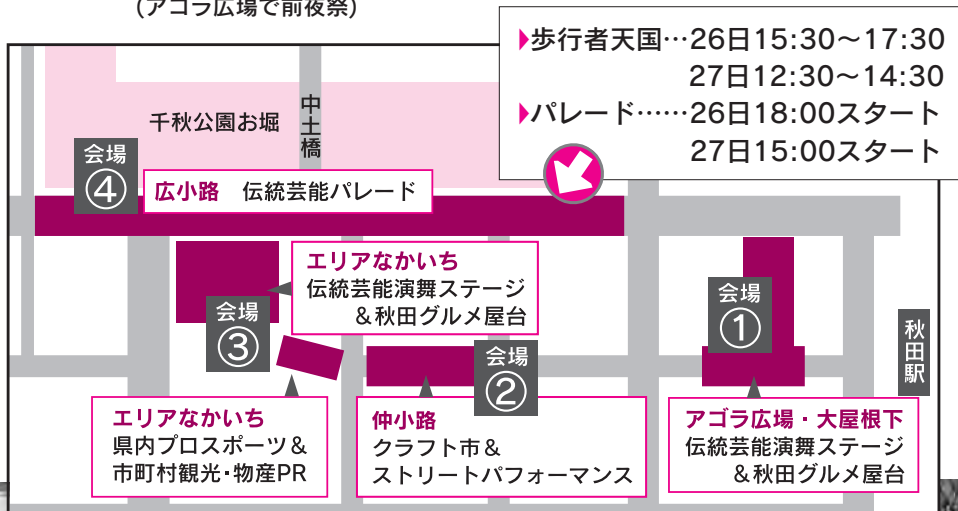 (アゴラ広場で前夜祭)
▶歩行者天国…26日15:30～17:30
27日12:30～14:30
▶パレード……26日18:00スタート
27日15:00スタート
千秋公園お堀
中土橋
会場
④
広小路　伝統芸能パレード
エリアなかいち
伝統芸能演舞ステージ
＆秋田グルメ屋台
会場
③
会場
①
秋田駅
会場
②
エリアなかいち
県内プロスポーツ＆
市町村観光・物産PR
仲小路
クラフト市＆
ストリートパフォーマンス
アゴラ広場・大屋根下
伝統芸能演舞ステージ
＆秋田グルメ屋台